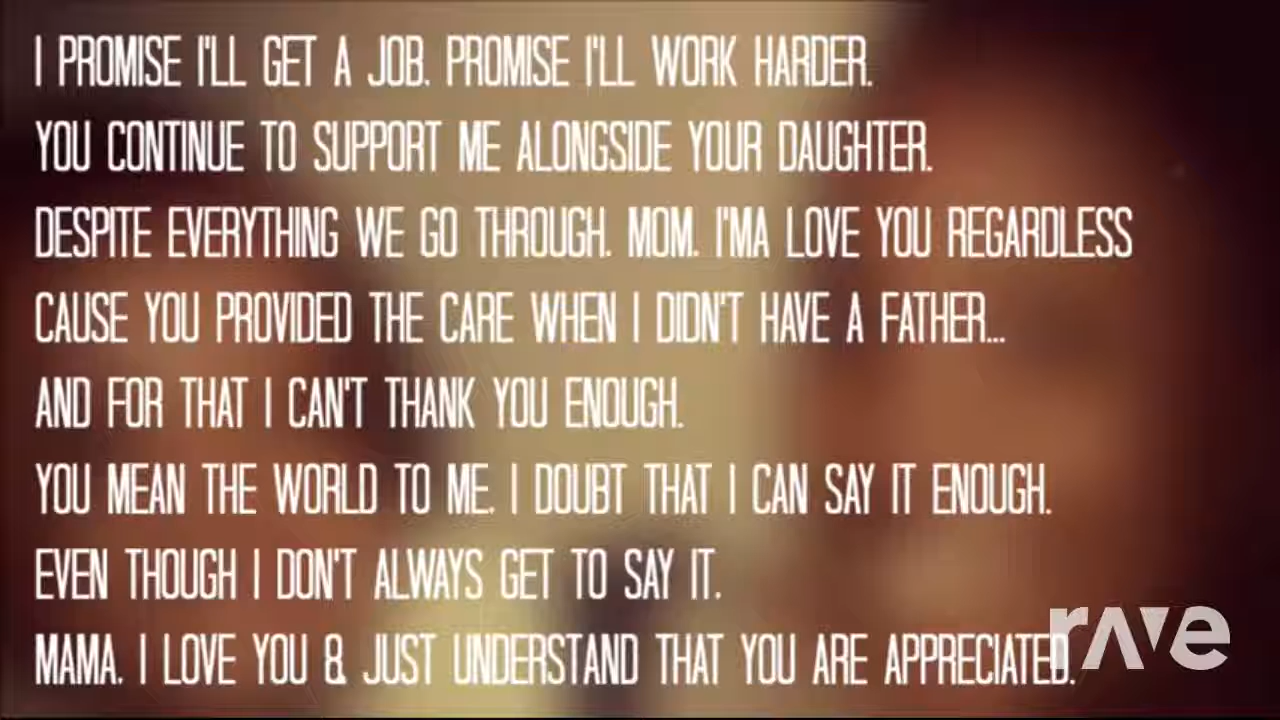 I PROMISE I'LL GET A JOB. PROMISE I'LL WORK HARDER.
YOU CONTINUE TO SUPPORT ME ALONGSIDE YOUR DAUGHTER.
DESPITE EVERYTHING WE GO THROUGH. MOM. I'MA LOVE YOU REGARDLESS
CAUSE YOU PROVIDED THE CARE WHEN I DIDN'T HAVE A FATHER...
AND FOR THAT I CAN'T THANK YOU ENOUGH.
YOU MEAN THE WORLD TO ME. I DOUBT THAT I CAN SAY IT ENOUGH.
EVEN THOUGH I DON'T ALWAYS GET TO SAY IT.
MAMA. I LOVE YOU & JUST UNDERSTAND THAT YOU ARE APPRECIATED.
rave